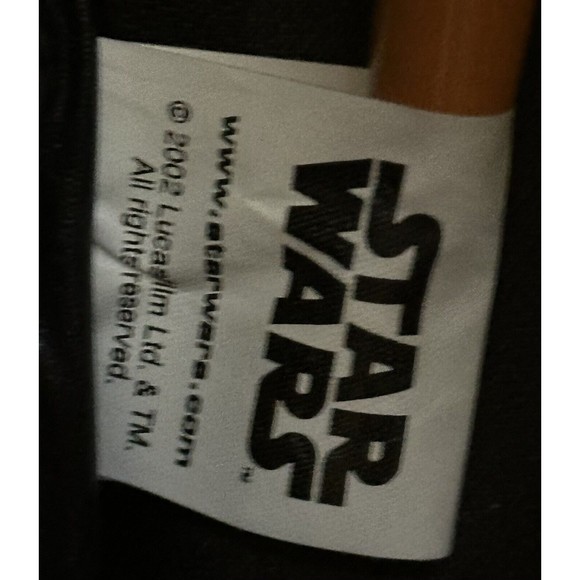 STAR
WARS
TM
www.starwars.com
© 2002 Lucasfilm Ltd. & TM.
All rights reserved.